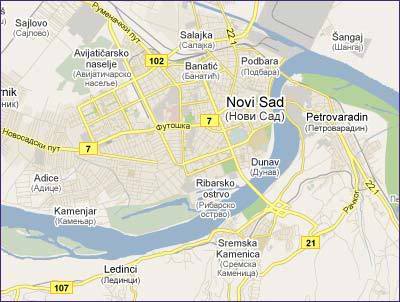 Sajlovo
(Сајлово)
Руменачки пут
Salajka
(Салајка)
22.1
Šangaj
(Шангај)
Avijatičarsko
naselje
(Авијатичарско
насеље)
102
Banatić
(Банатић)
Podbara
(Подбара)
Novi Sad
(Нови Сад)
Petrovaradin
(Петроварадин)
Новосадски пут
Футошка
7
7
Dunav
(Дунав)
Adice
(Адице)
Ribarsko
ostrvo
(Рибарско
острво)
22.1
Рачког
Kamenjar
(Камењар)
Sremska
Kamenica
(Сремска
Каменица)
21
Ledinci
(Лединци)
107